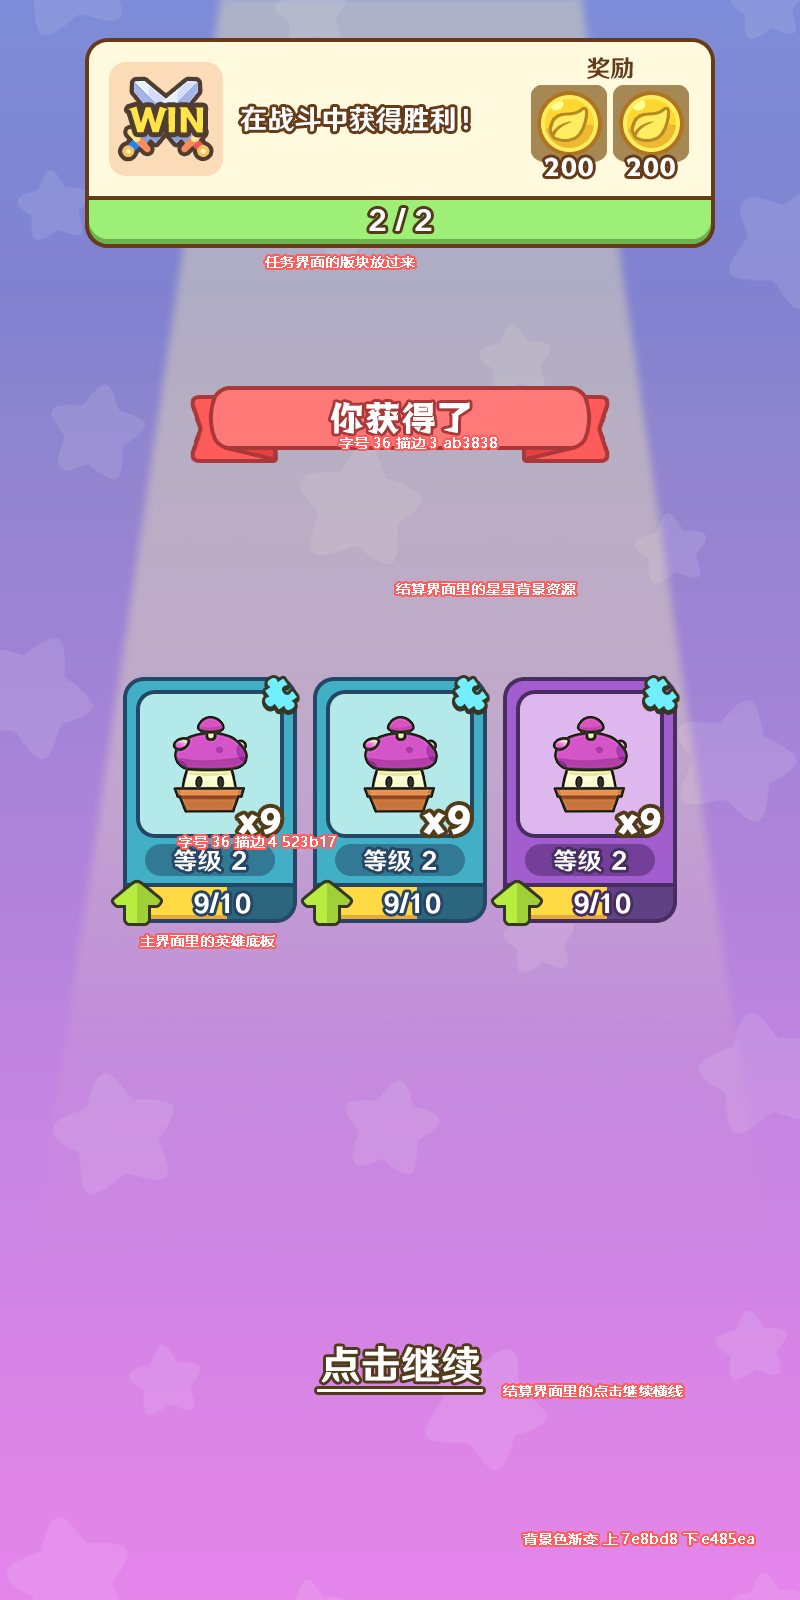 奖励
WIN
在战斗中获得胜利！
200 200
2 / 2
任务界面的版块放过来
你获得了
字号 36 描边 3 ab3838
结算界面里的星星背景资源
x9 x9 x9
字号 36 描边 4 523b17
等级 2 等级 2 等级 2
9/10 9/10 9/10
主界面里的英雄底板
点击继续
结算界面里的点击继续横线
背景色渐变 上 7e8bd8 下 e485ea